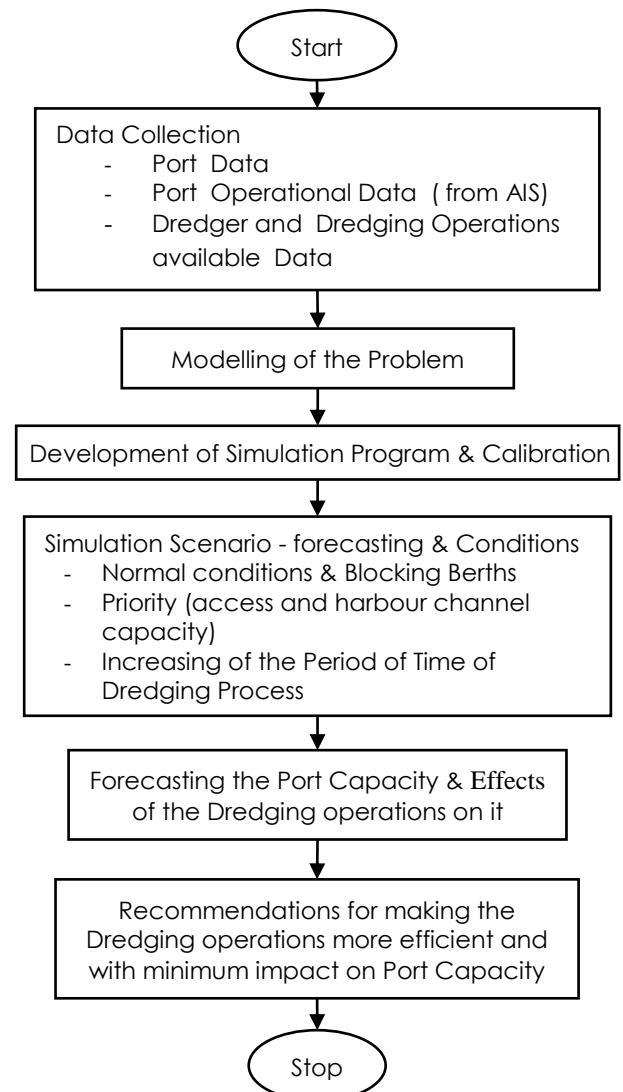 Start
Data Collection
- Port Data
- Port Operational Data ( from AIS)
- Dredger and Dredging Operations
available Data
Modelling of the Problem
Development of Simulation Program & Calibration
Simulation Scenario - forecasting & Conditions
- Normal conditions & Blocking Berths
- Priority (access and harbour channel
capacity)
- Increasing of the Period of Time of
Dredging Process
Forecasting the Port Capacity & Effects
of the Dredging operations on it
Recommendations for making the
Dredging operations more efficient and
with minimum impact on Port Capacity
Stop